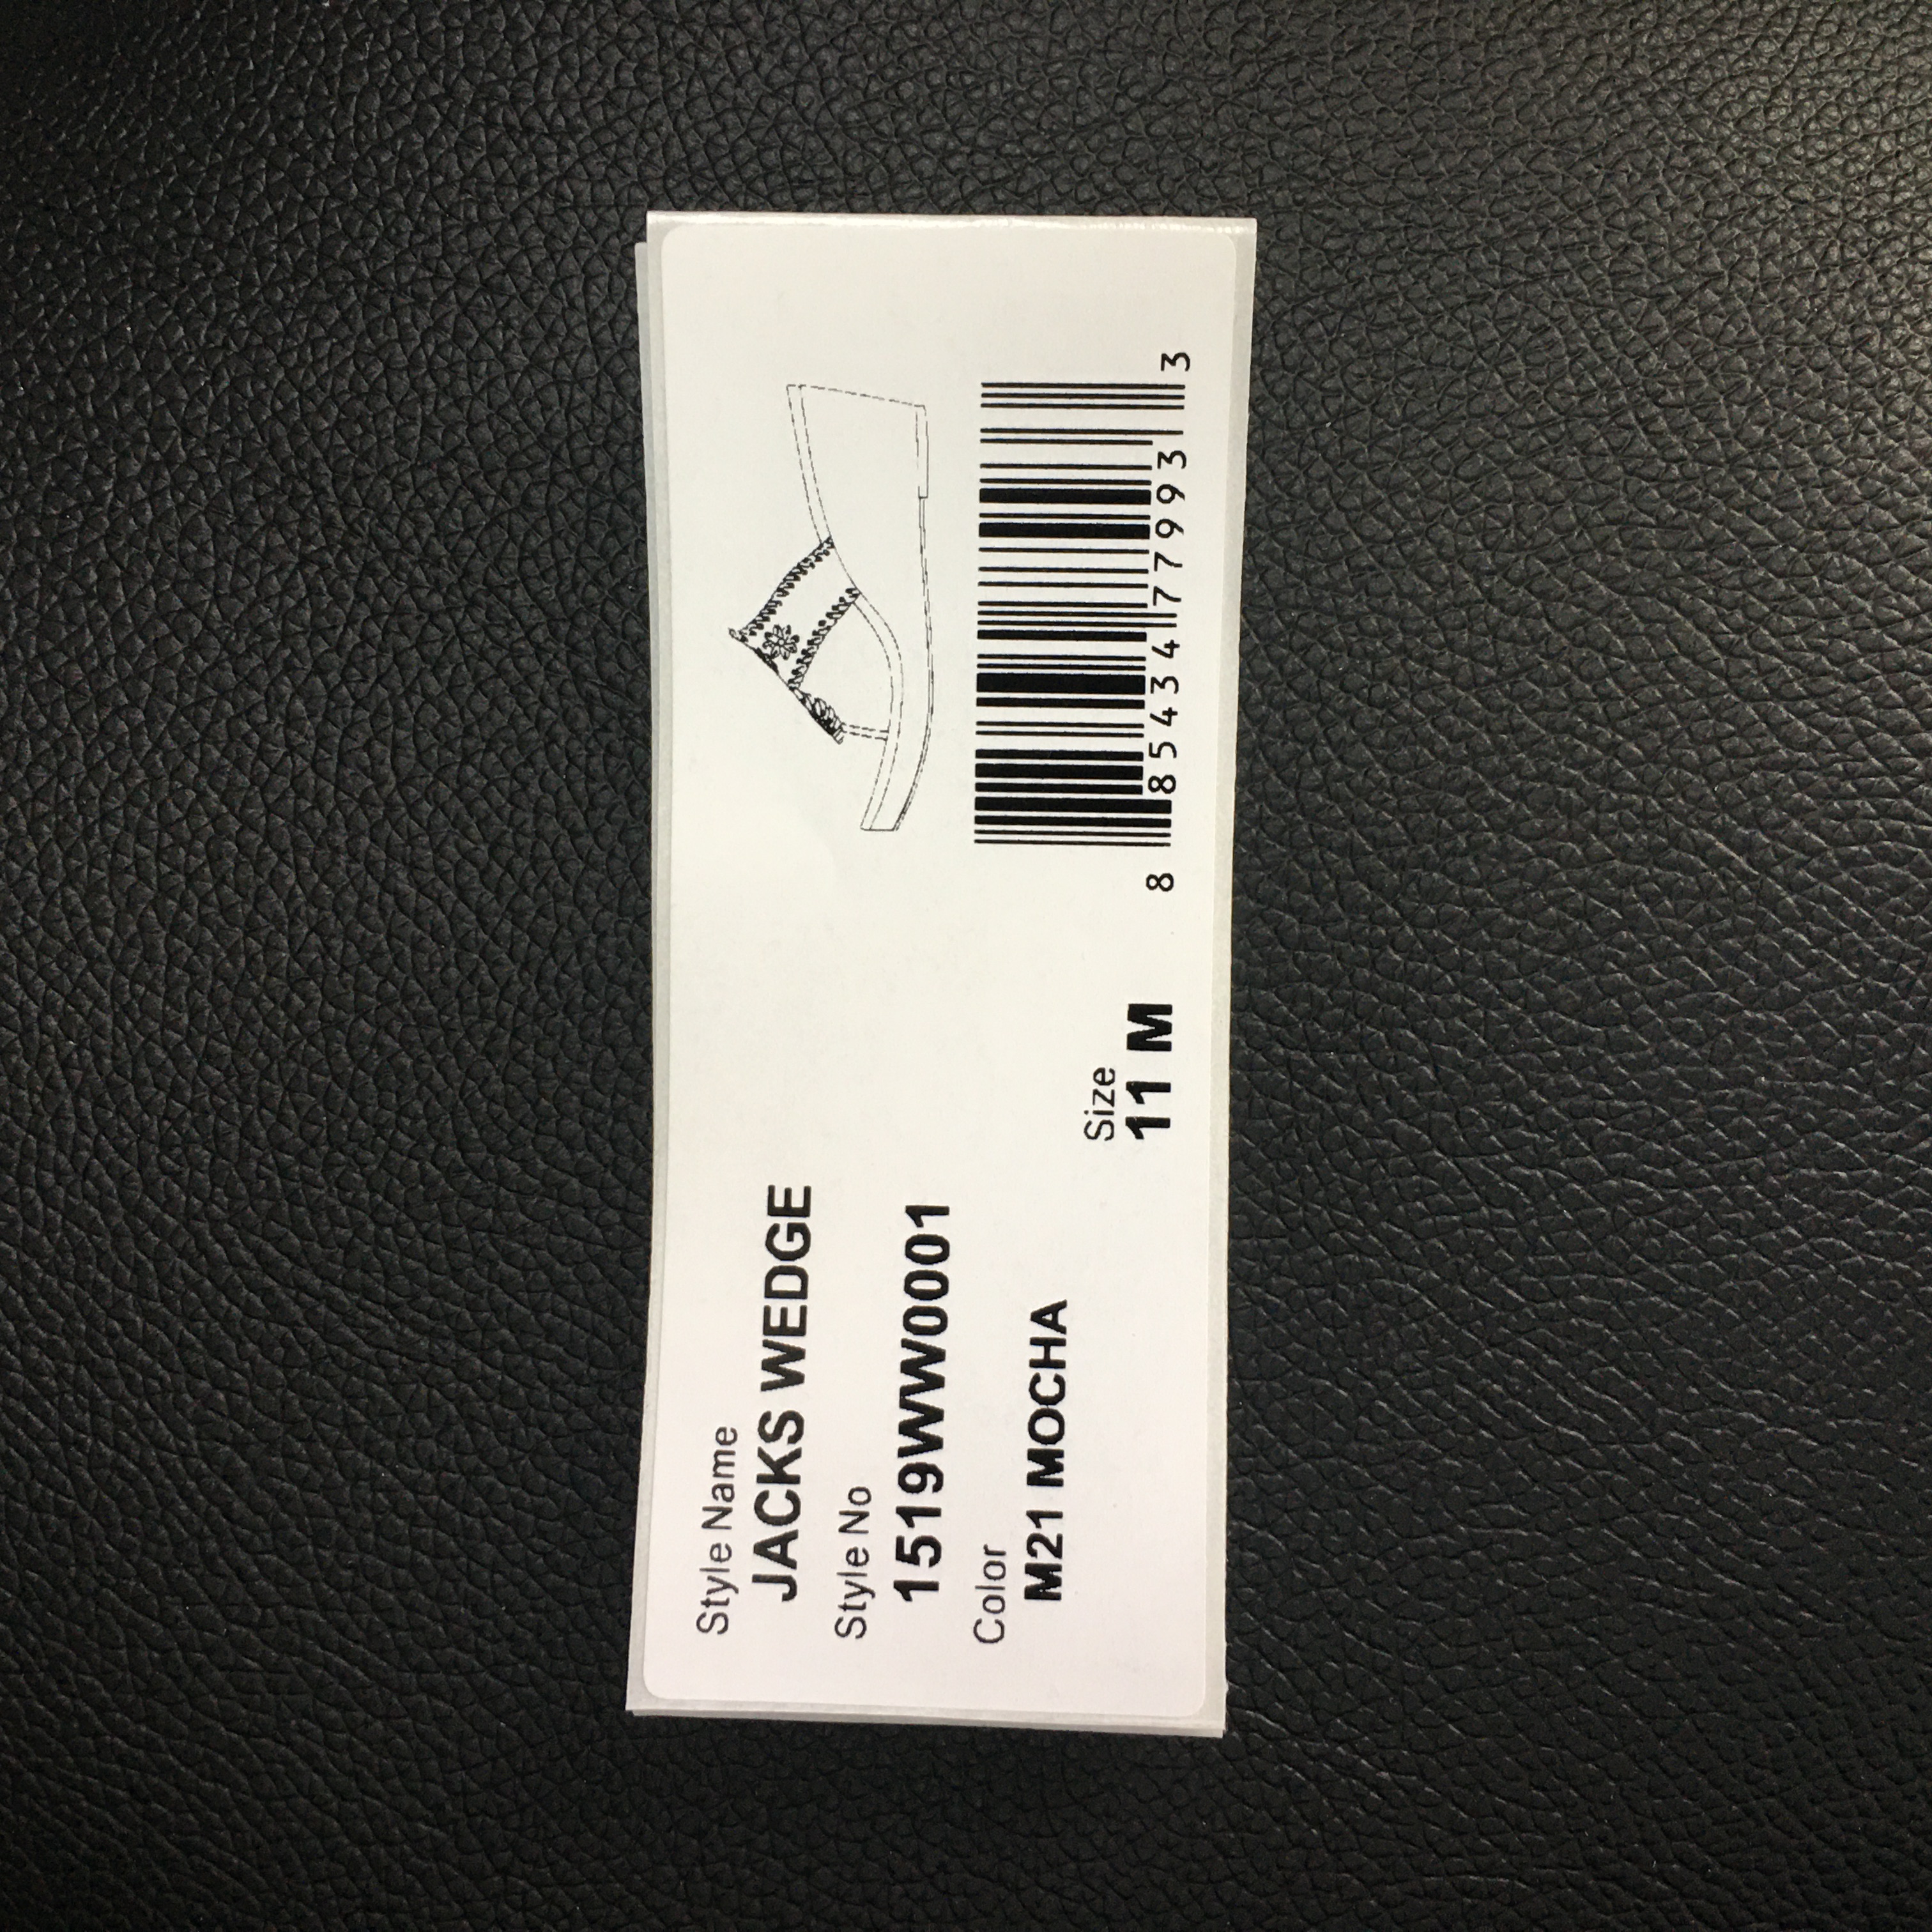 Style Name
JACKS WEDGE
Style No
1519WW0001
Color
M21 MOCHA
Size
11 M
8 85434 77993 3